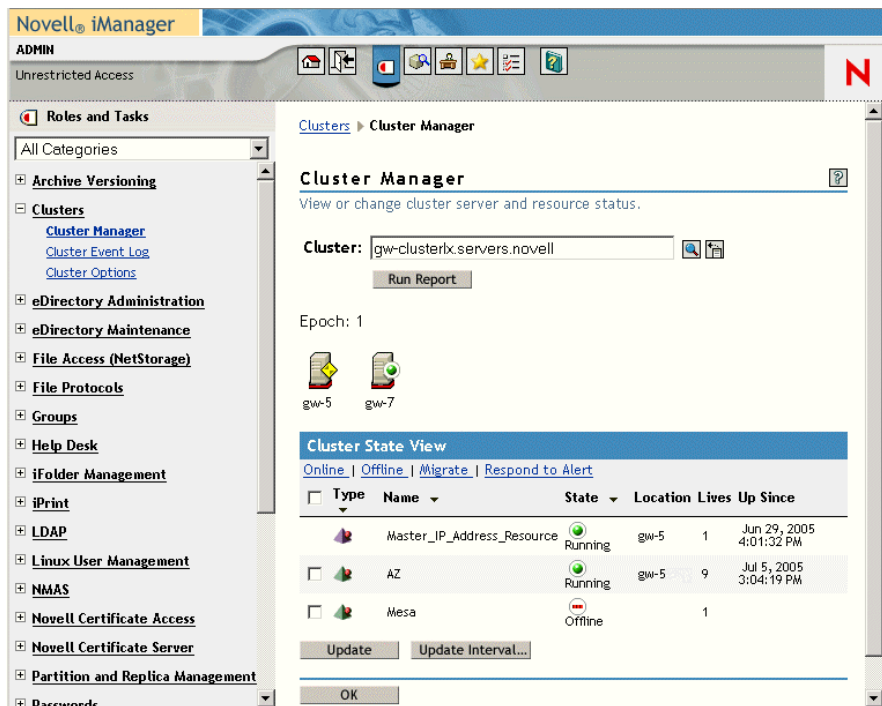 Novell® iManager
ADMIN
Unrestricted Access
N
Roles and Tasks
All Categories
Archive Versioning
Clusters
Cluster Manager
Cluster Event Log
Cluster Options
eDirectory Administration
eDirectory Maintenance
File Access (NetStorage)
File Protocols
Groups
Help Desk
iFolder Management
iPrint
LDAP
Linux User Management
NMAS
Novell Certificate Access
Novell Certificate Server
Partition and Replica Management
Passwords
Clusters Cluster Manager
Cluster Manager ?
View or change cluster server and resource status.
Cluster: gw-clusterlx.servers.novell
Run Report
Epoch: 1
gw-5 gw-7
Cluster State View
Online | Offline | Migrate | Respond to Alert
Type Name State Location Lives Up Since
Master_IP_Address_Resource Running gw-5 1 Jun 29, 2005 4:01:32 PM
AZ Running gw-5 9 Jul 5, 2005 3:04:19 PM
Mesa Offline 1
Update Update Interval...
OK